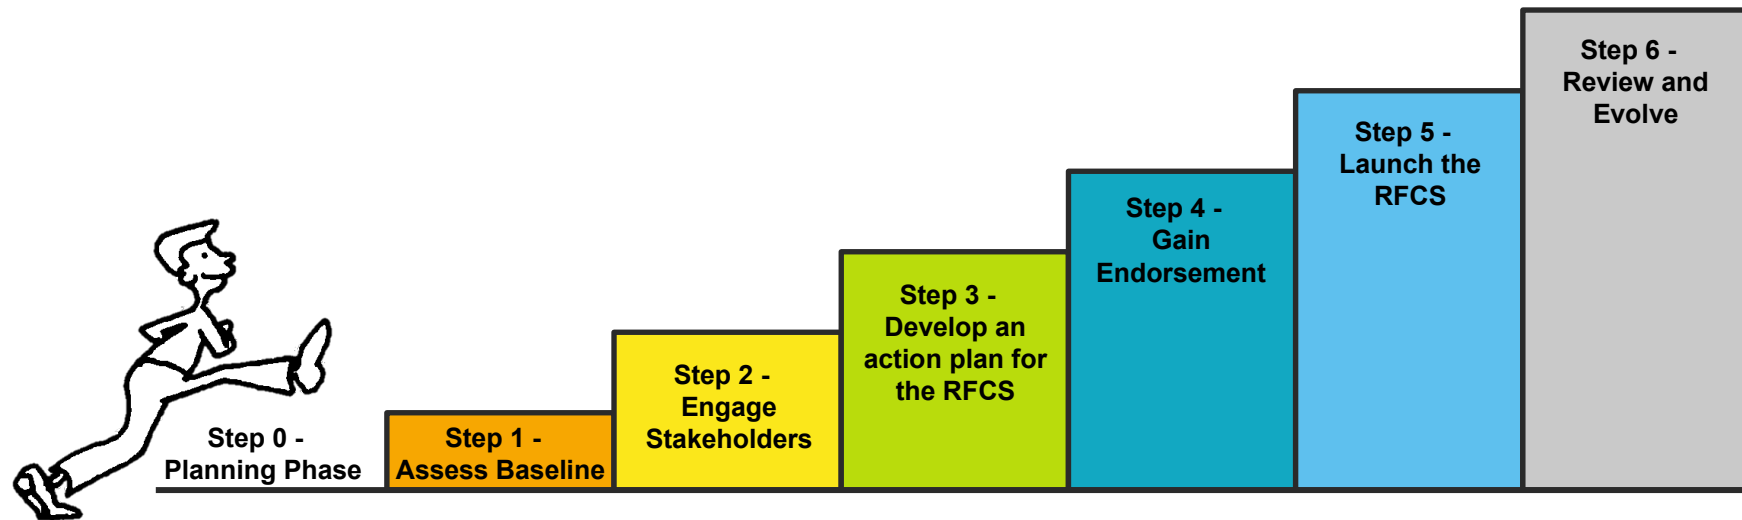 Step 0 -
Planning Phase
Step 1 -
Assess Baseline
Step 2 -
Engage
Stakeholders
Step 3 -
Develop an
action plan for
the RFCS
Step 4 -
Gain
Endorsement
Step 5 -
Launch the
RFCS
Step 6 -
Review and
Evolve